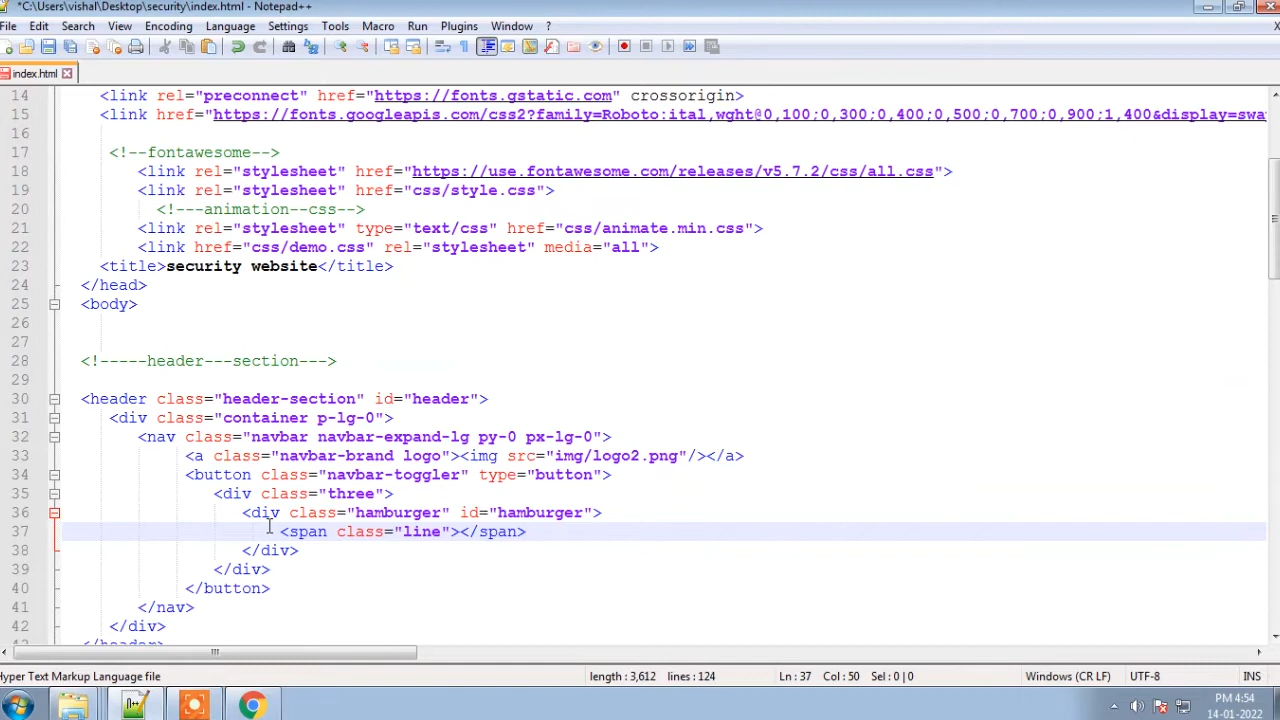 *C:\Users\vishal\Desktop\security\index.html - Notepad++
File Edit Search View Encoding Language Settings Tools Macro Run Plugins Window ?
index.html
14 <link rel="preconnect" href="https://fonts.gstatic.com" crossorigin>
15 <link href="https://fonts.googleapis.com/css2?family=Roboto:ital,wght@0,100;0,300;0,400;0,500;0,700;0,900;1,400&display=swa
16
17 <!--fontawesome-->
18 <link rel="stylesheet" href="https://use.fontawesome.com/releases/v5.7.2/css/all.css">
19 <link rel="stylesheet" href="css/style.css">
20 <!---animation--css-->
21 <link rel="stylesheet" type="text/css" href="css/animate.min.css">
22 <link href="css/demo.css" rel="stylesheet" media="all">
23 <title>security website</title>
24 </head>
25 <body>
26
27
28 <!-----header---section--->
29
30 <header class="header-section" id="header">
31 <div class="container p-lg-0">
32 <nav class="navbar navbar-expand-lg py-0 px-lg-0">
33 <a class="navbar-brand logo"><img src="img/logo2.png"/></a>
34 <button class="navbar-toggler" type="button">
35 <div class="three">
36 <div class="hamburger" id="hamburger">
37 <span class="line"></span>
38 </div>
39 </div>
40 </button>
41 </nav>
42 </div>
</header>
Hyper Text Markup Language file length : 3,612 lines : 124 Ln : 37 Col : 50 Sel : 0 | 0 Windows (CR LF) UTF-8 INS
PM 4:54
14-01-2022